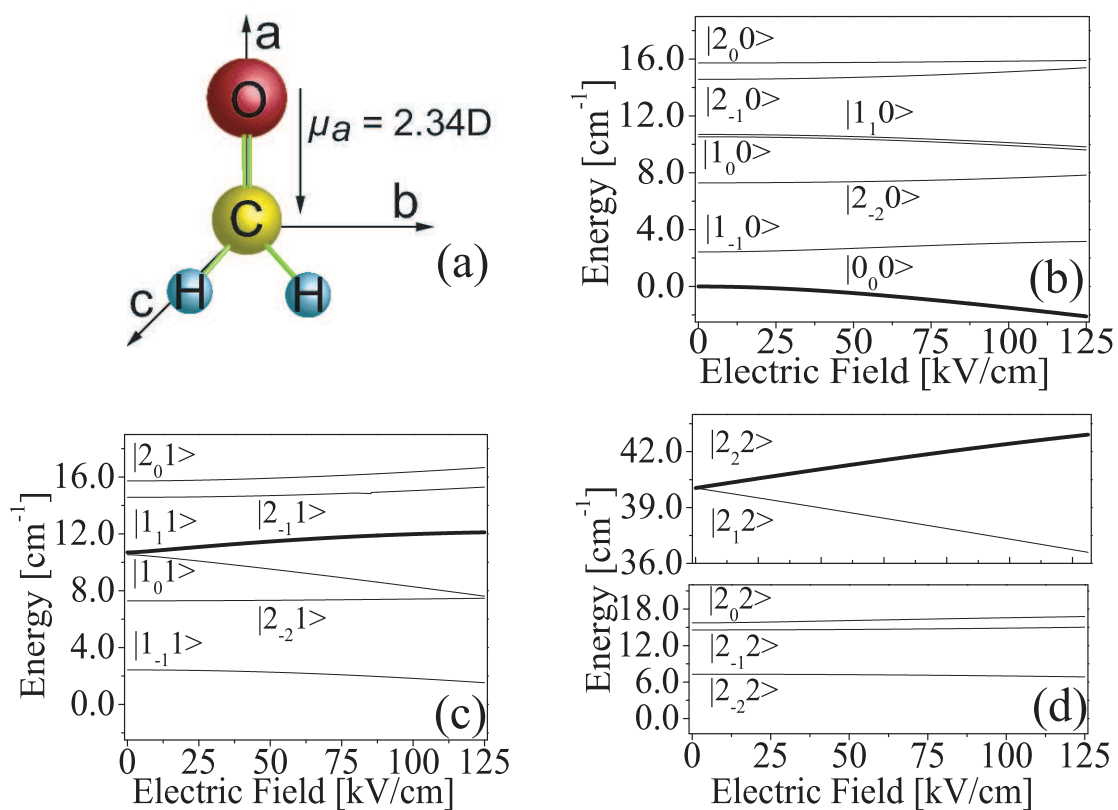 a
O
μa = 2.34D
C
b
H
H
c
(a)
Energy [cm⁻¹]
16.0
12.0
8.0
4.0
0.0
|2₀0>
|2₋₁0>
|1₁0>
|1₀0>
|2₋₂0>
|1₋₁0>
|0₀0>
(b)
0 25 50 75 100 125
Electric Field [kV/cm]
Energy [cm⁻¹]
16.0
12.0
8.0
4.0
0.0
|2₀1>
|2₋₁1>
|1₁1>
|1₀1>
|2₋₂1>
|1₋₁1>
(c)
0 25 50 75 100 125
Electric Field [kV/cm]
Energy [cm⁻¹]
42.0
39.0
36.0
|2₂2>
|2₁2>
18.0
12.0
6.0
0.0
|2₀2>
|2₋₁2>
|2₋₂2>
(d)
0 25 50 75 100 125
Electric Field [kV/cm]